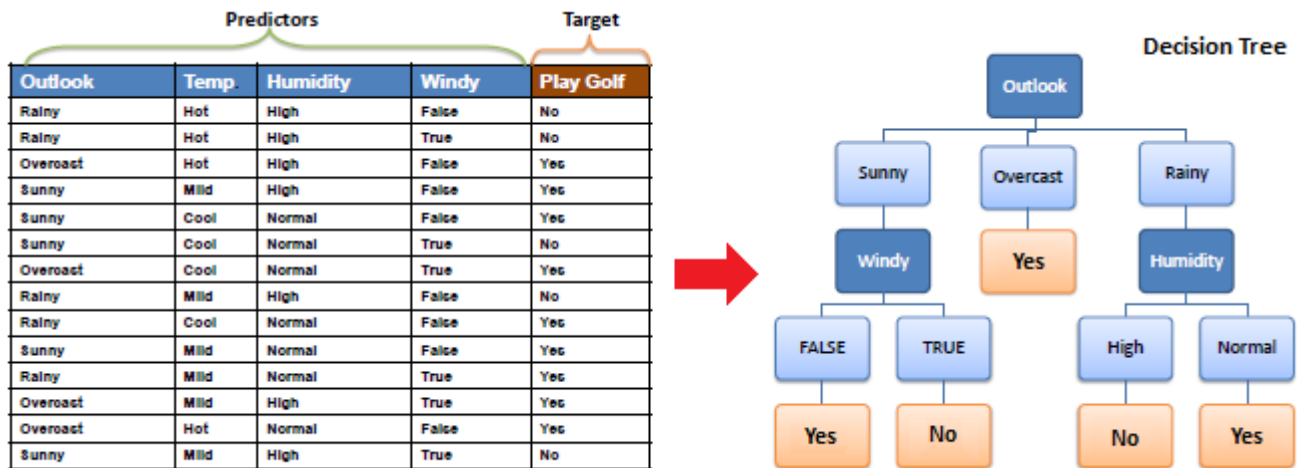 Predictors Target
Outlook Temp. Humidity Windy Play Golf
Rainy Hot High False No
Rainy Hot High True No
Overcast Hot High False Yes
Sunny Mild High False Yes
Sunny Cool Normal False Yes
Sunny Cool Normal True No
Overcast Cool Normal True Yes
Rainy Mild High False No
Rainy Cool Normal False Yes
Sunny Mild Normal False Yes
Rainy Mild Normal True Yes
Overcast Mild High True Yes
Overcast Hot Normal False Yes
Sunny Mild High True No
Decision Tree
Outlook
Sunny Overcast Rainy
Windy Yes Humidity
FALSE TRUE High Normal
Yes No No Yes